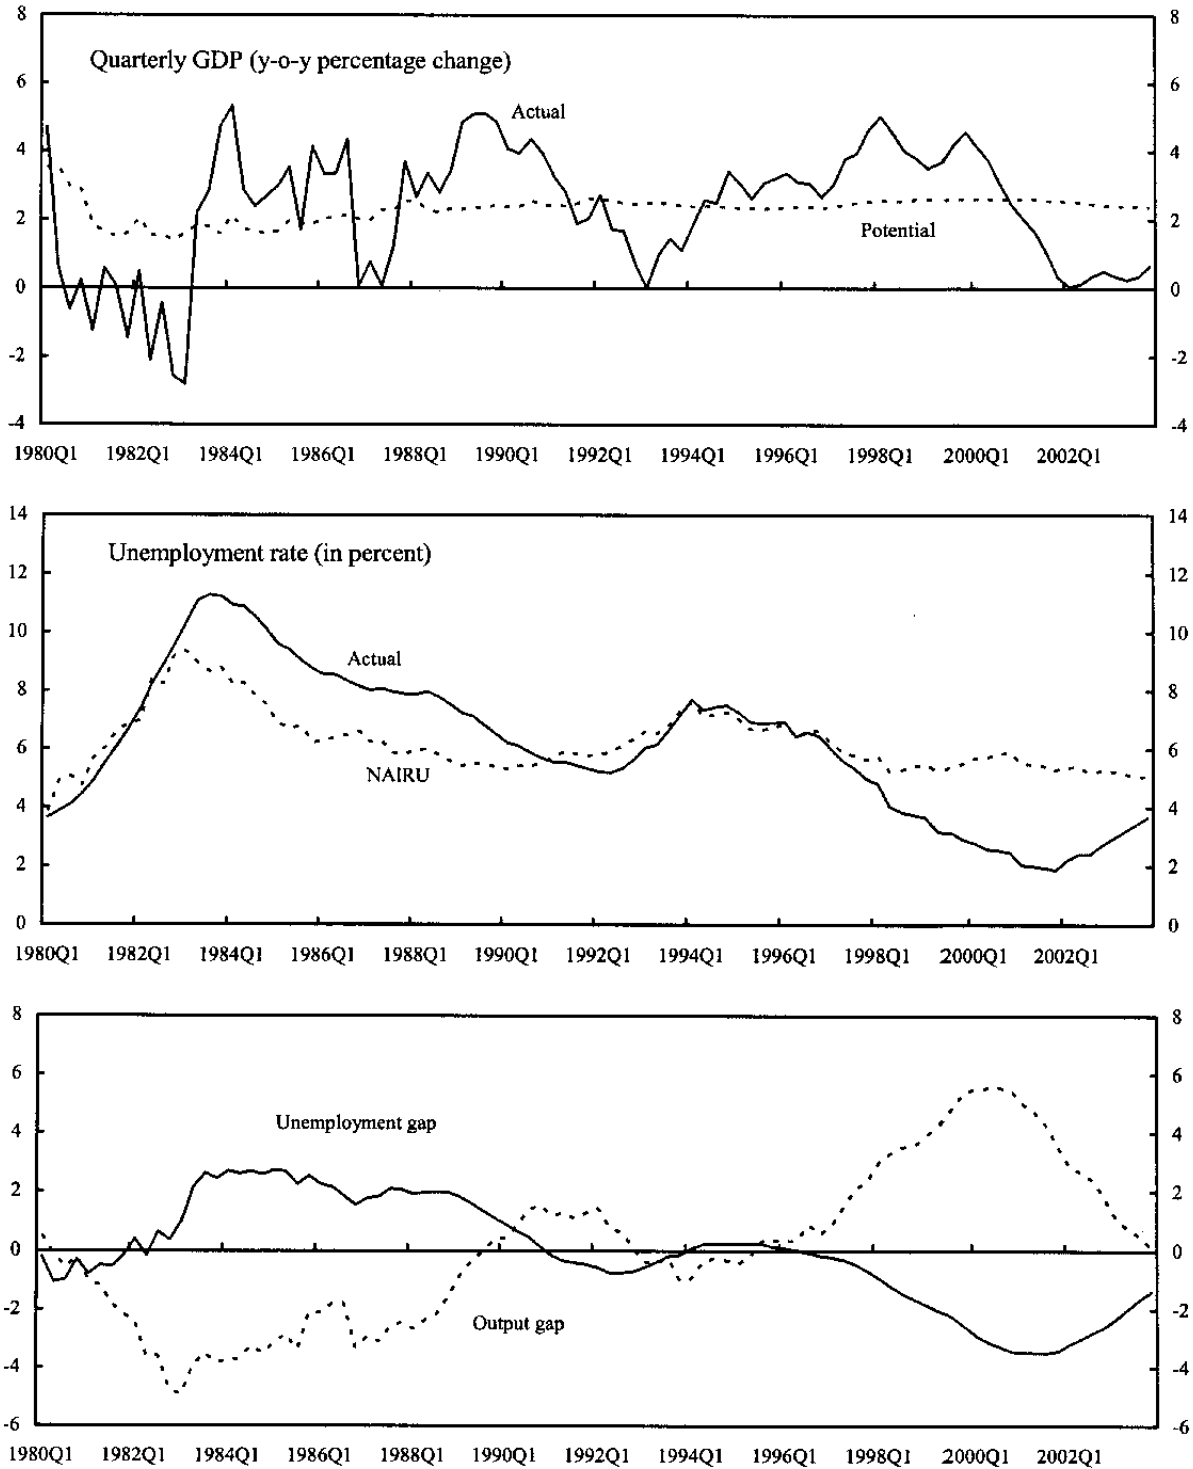 8 8
Quarterly GDP (y-o-y percentage change)
6 6
Actual
4 4
2 2
Potential
0 0
-2 -2
-4 -4
1980Q1 1982Q1 1984Q1 1986Q1 1988Q1 1990Q1 1992Q1 1994Q1 1996Q1 1998Q1 2000Q1 2002Q1
14 14
Unemployment rate (in percent)
12 12
10 10
Actual
8 8
6 6
NAIRU
4 4
2 2
0 0
1980Q1 1982Q1 1984Q1 1986Q1 1988Q1 1990Q1 1992Q1 1994Q1 1996Q1 1998Q1 2000Q1 2002Q1
8 8
6 6
Unemployment gap
4 4
2 2
0 0
-2 -2
Output gap
-4 -4
-6 -6
1980Q1 1982Q1 1984Q1 1986Q1 1988Q1 1990Q1 1992Q1 1994Q1 1996Q1 1998Q1 2000Q1 2002Q1